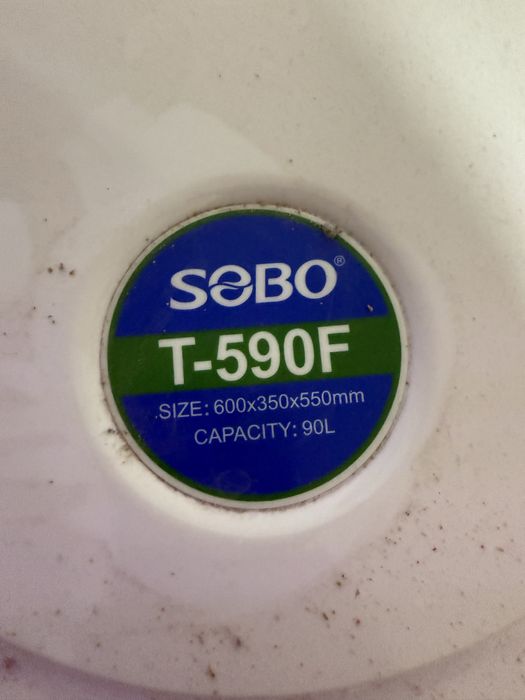 SOBO®
T-590F
SIZE: 600x350x550mm
CAPACITY: 90L